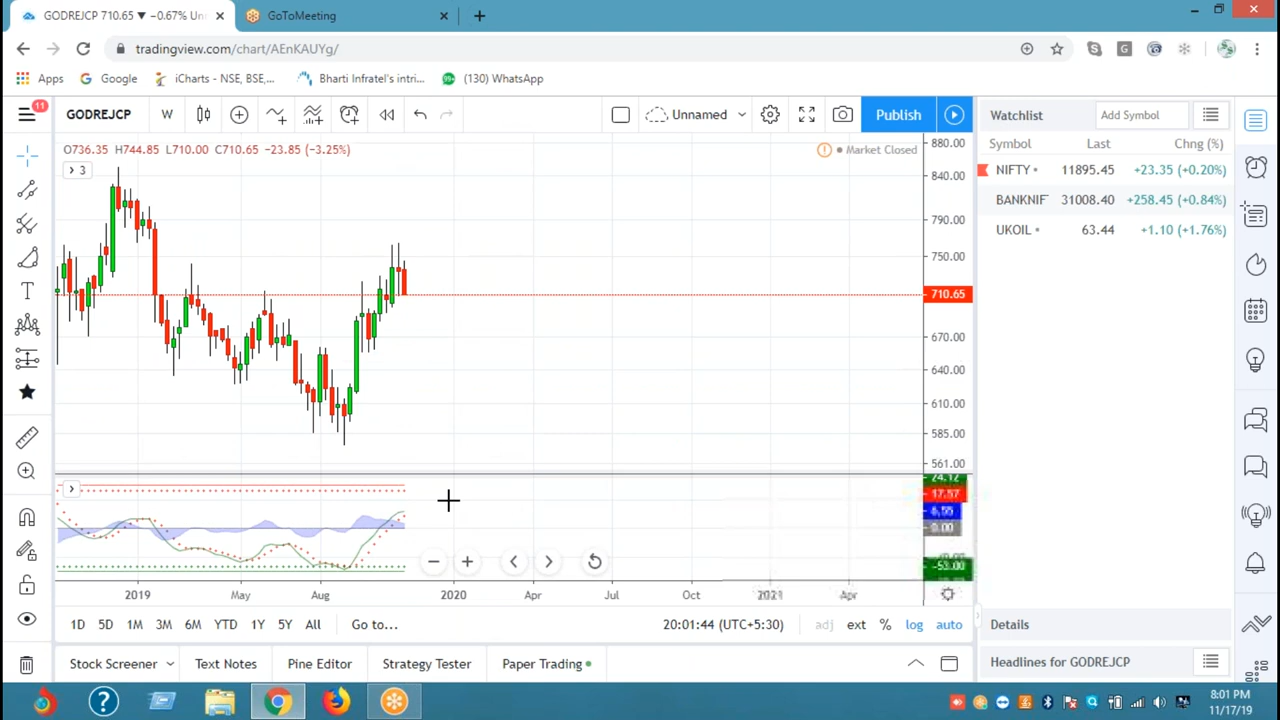 GODREJCP 710.65 ▼ −0.67% Un
GoToMeeting
tradingview.com/chart/AEnKAUYg/
Apps
Google
iCharts - NSE, BSE,...
Bharti Infratel's intri...
(130) WhatsApp
11
GODREJCP
W
Unnamed
Publish
O736.35 H744.85 L710.00 C710.65 −23.85 (−3.25%)
Market Closed
3
880.00
840.00
790.00
750.00
710.65
670.00
640.00
610.00
585.00
561.00
24.12
17.57
6.55
0.00
−53.00
2019
May
Aug
2020
Apr
Jul
Oct
2021
Apr
1D 5D 1M 3M 6M YTD 1Y 5Y All Go to...
20:01:44 (UTC+5:30)
adj ext % log auto
Stock Screener
Text Notes
Pine Editor
Strategy Tester
Paper Trading
Watchlist
Add Symbol
Symbol Last Chng (%)
NIFTY 11895.45 +23.35 (+0.20%)
BANKNIF 31008.40 +258.45 (+0.84%)
UKOIL 63.44 +1.10 (+1.76%)
Details
Headlines for GODREJCP
8:01 PM
11/17/19